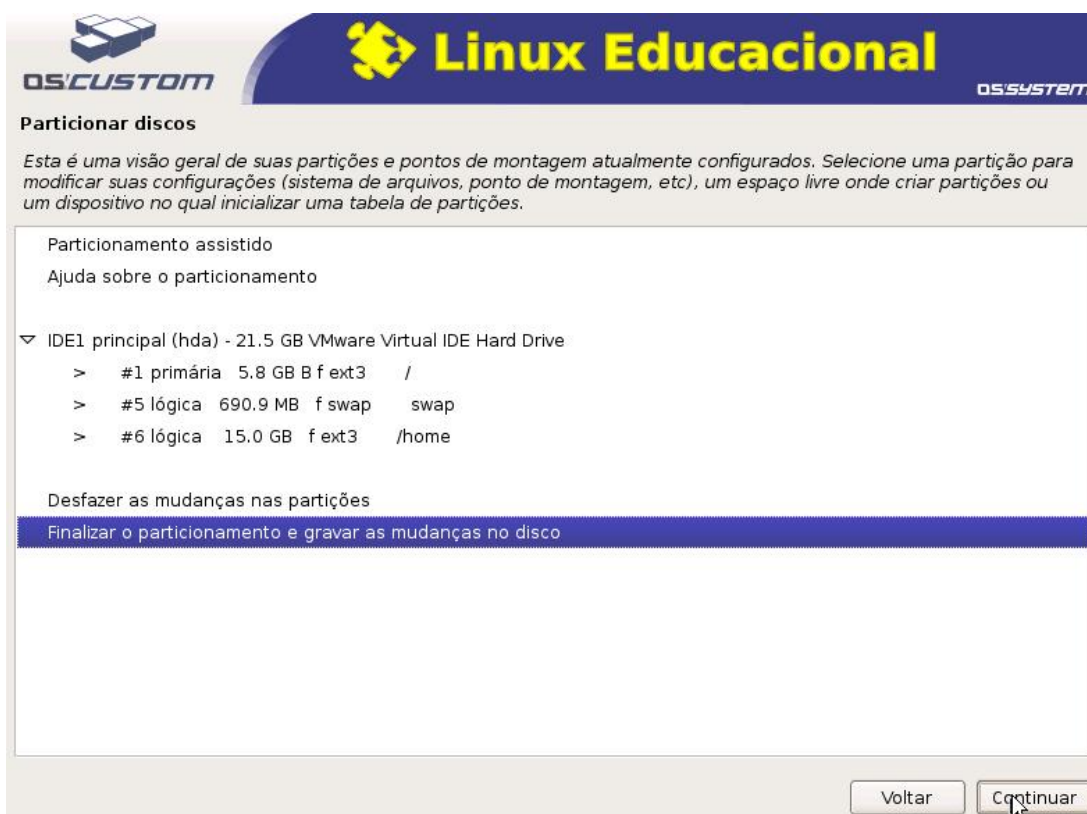 OS'CUSTOM
Linux Educacional
OS'SYSTEM
Particionar discos
Esta é uma visão geral de suas partições e pontos de montagem atualmente configurados. Selecione uma partição para
modificar suas configurações (sistema de arquivos, ponto de montagem, etc), um espaço livre onde criar partições ou
um dispositivo no qual inicializar uma tabela de partições.
Particionamento assistido
Ajuda sobre o particionamento
IDE1 principal (hda) - 21.5 GB VMware Virtual IDE Hard Drive
> #1 primária 5.8 GB B f ext3 /
> #5 lógica 690.9 MB f swap swap
> #6 lógica 15.0 GB f ext3 /home
Desfazer as mudanças nas partições
Finalizar o particionamento e gravar as mudanças no disco
Voltar Continuar